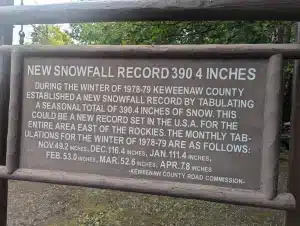 NEW SNOWFALL RECORD 390 4 INCHES
DURING THE WINTER OF 1978-79 KEWEENAW COUNTY
ESTABLISHED A NEW SNOWFALL RECORD BY TABULATING
A SEASONAL TOTAL OF 390.4 INCHES OF SNOW. THIS
COULD BE A NEW RECORD SET IN THE U.S.A. FOR THE
ENTIRE AREA EAST OF THE ROCKIES. THE MONTHLY TAB-
ULATIONS FOR THE WINTER OF 1978-79 ARE AS FOLLOWS:
NOV. 49.2 INCHES, DEC. 116.4 INCHES, JAN. 111.4 INCHES,
FEB. 53.0 INCHES, MAR. 52.6 INCHES, APR. 7.8 INCHES
-KEWEENAW COUNTY ROAD COMMISSION-